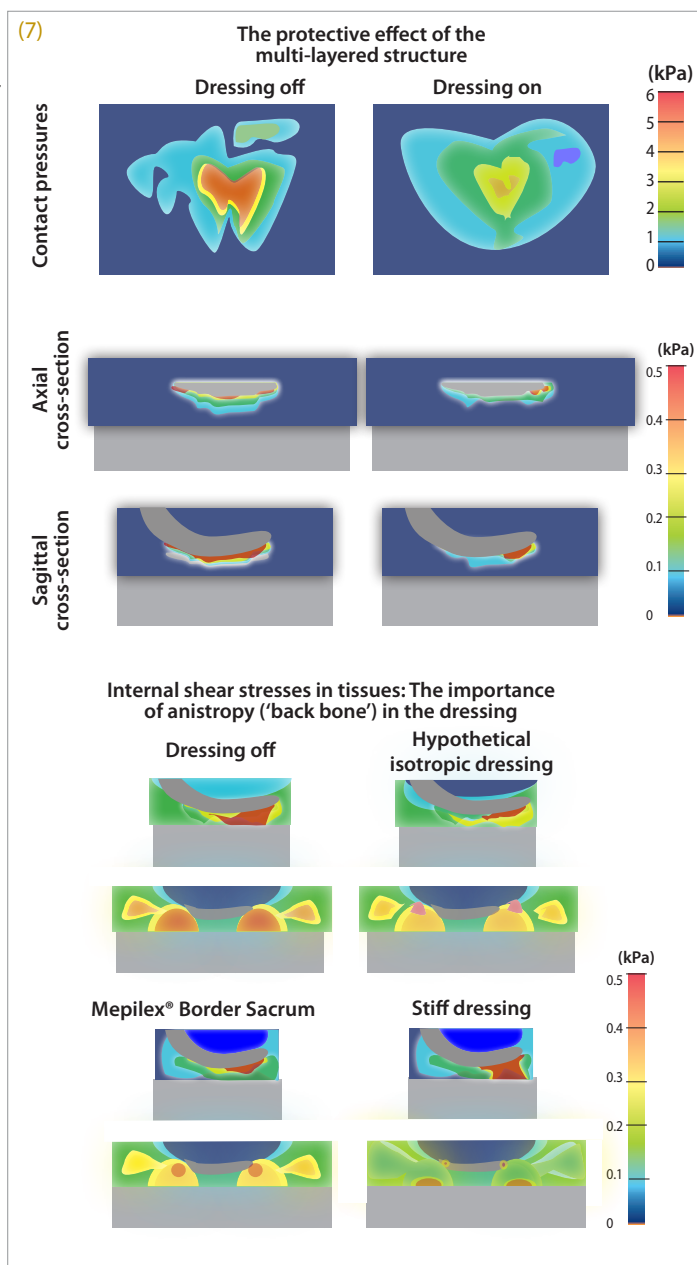 (7)
The protective effect of the
multi-layered structure
Dressing off
Dressing on
(kPa)
6
5
4
3
2
1
0
Contact pressures
Axial
cross-section
(kPa)
0.5
0.4
0.3
0.2
0.1
0
Sagittal
cross-section
Internal shear stresses in tissues: The importance
of anistropy (‘back bone’) in the dressing
Dressing off
Hypothetical
isotropic dressing
Mepilex® Border Sacrum
Stiff dressing
(kPa)
0.5
0.4
0.3
0.2
0.1
0